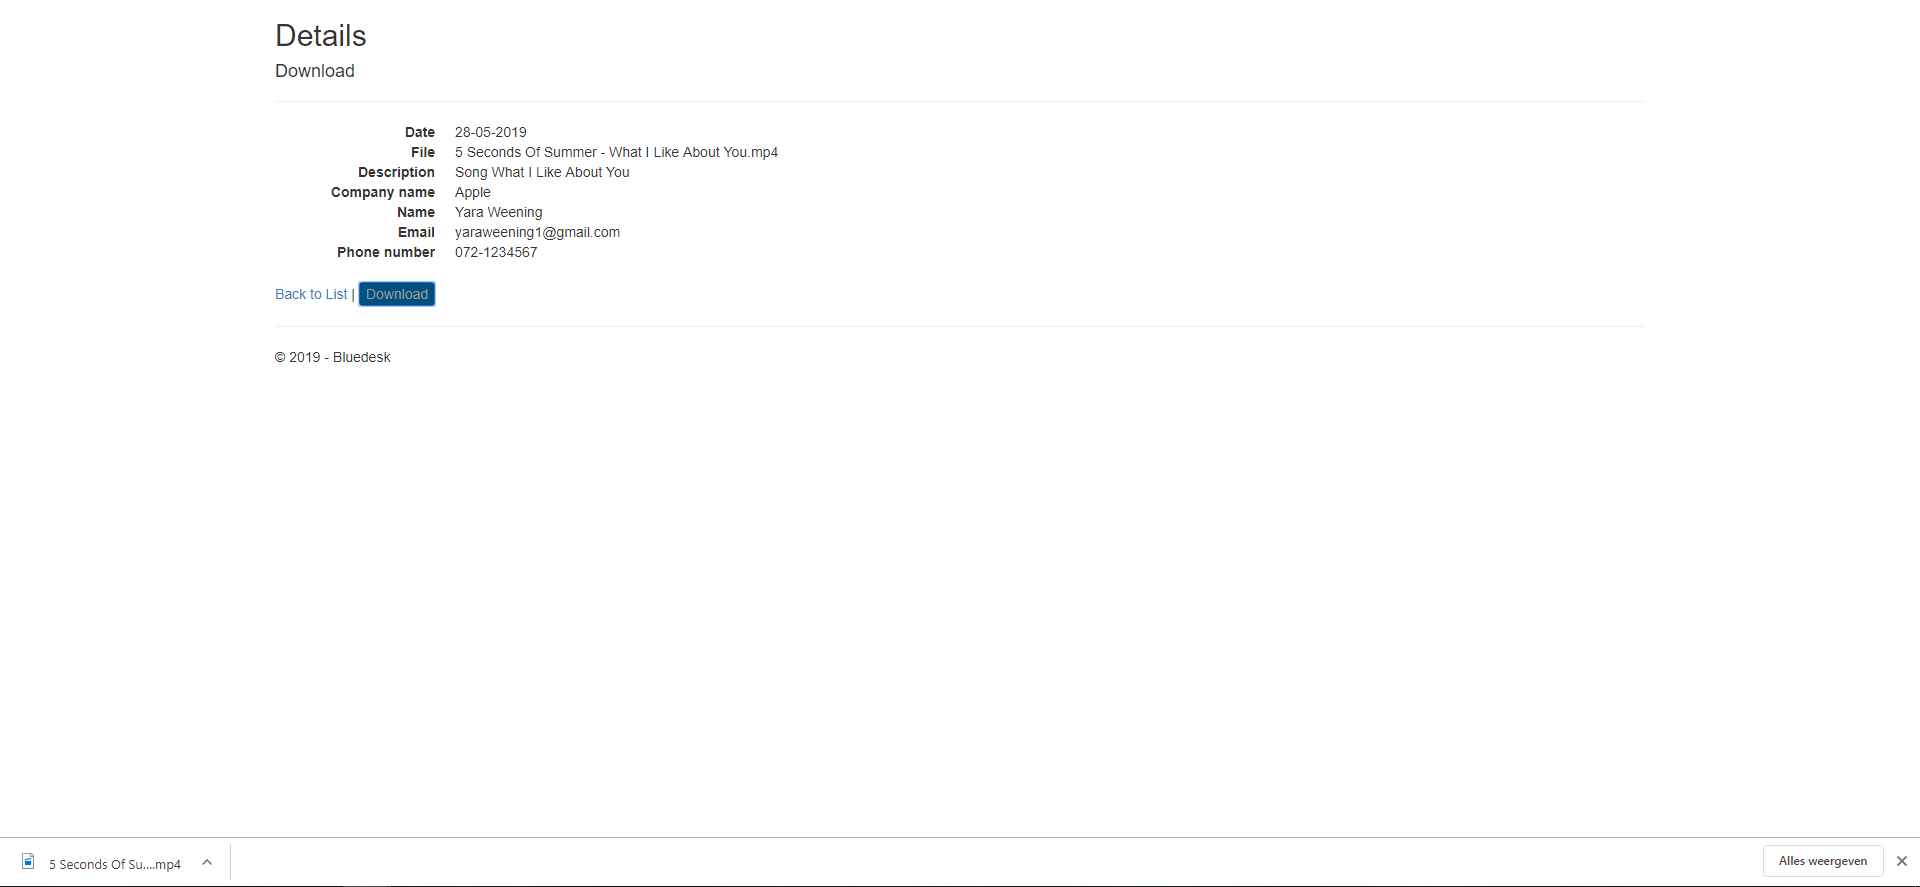 Details
Download
Date 28-05-2019
File 5 Seconds Of Summer - What I Like About You.mp4
Description Song What I Like About You
Company name Apple
Name Yara Weening
Email yaraweening1@gmail.com
Phone number 072-1234567
Back to List | Download
© 2019 - Bluedesk
5 Seconds Of Su....mp4
Alles weergeven